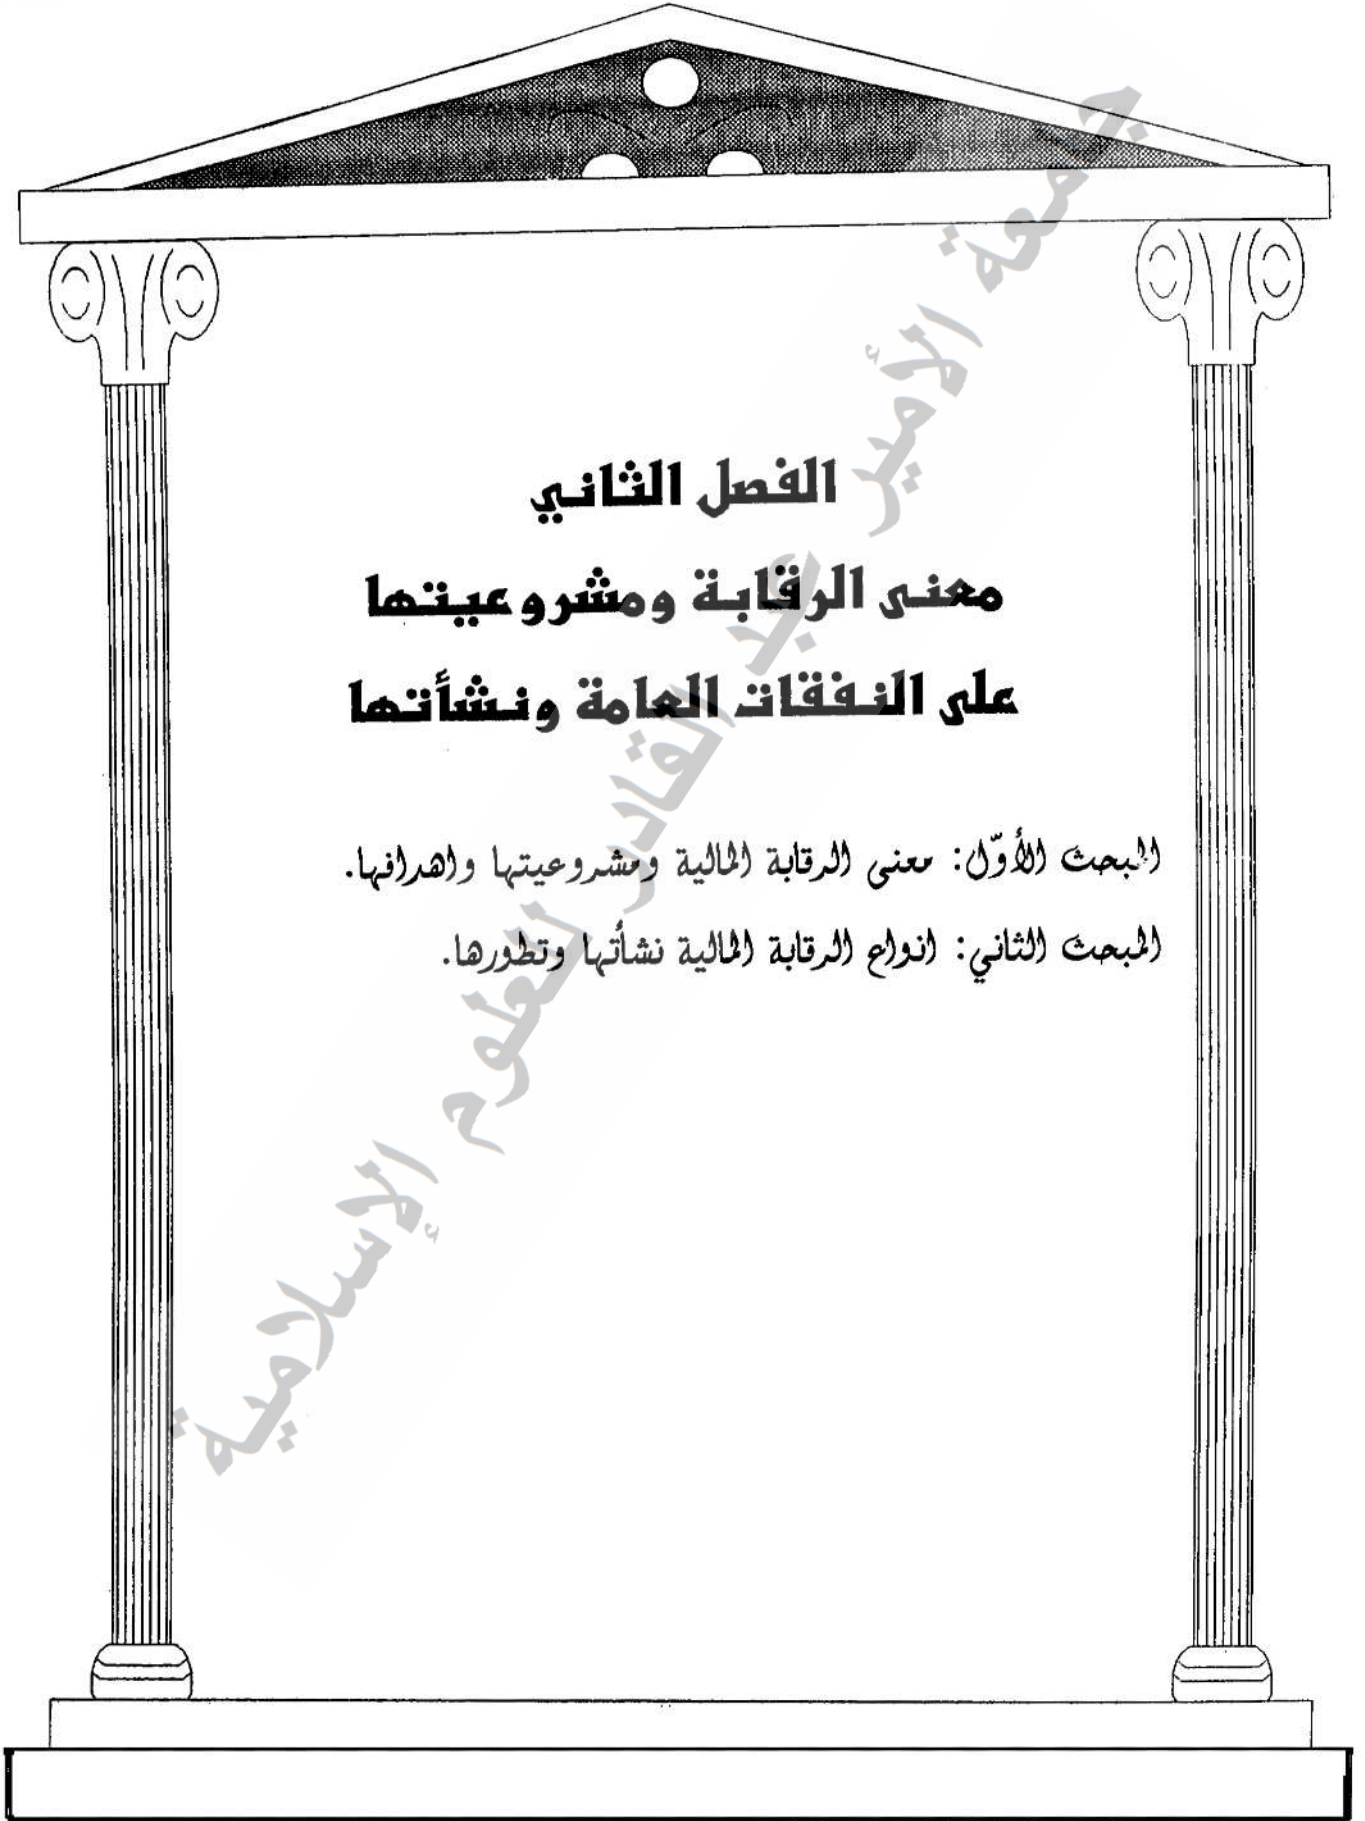 الفصل الثاني
معنى الرقابة ومشروعيتها
على النفقات العامة ونشأتها
المبحث الأوّل: معنى الرقابة المالية ومشروعيتها واهدافها.
المبحث الثاني: انواع الرقابة المالية نشأتها وتطورها.
جامعة الأمير عبد القادر للعلوم الإسلامية